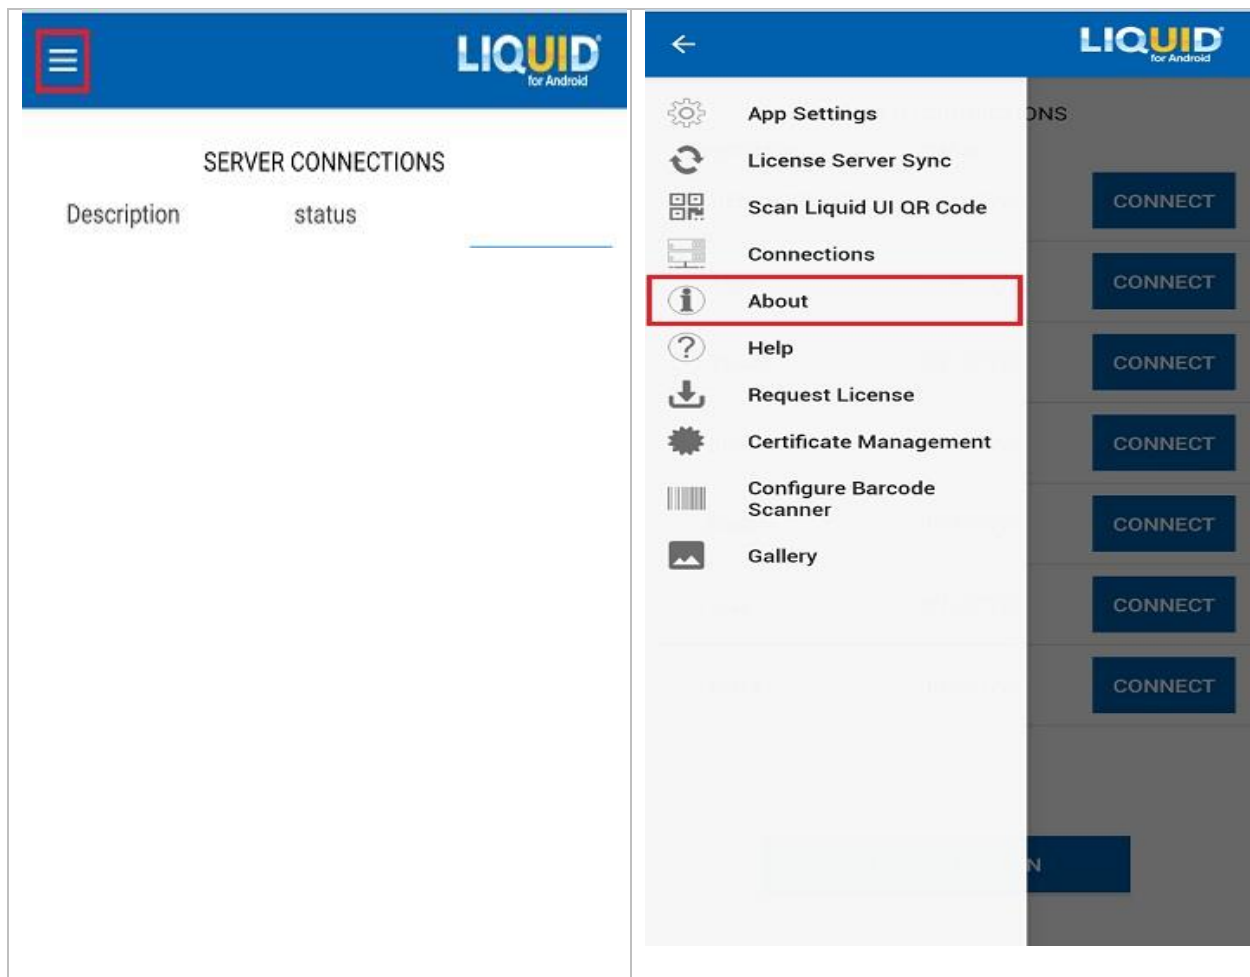 LIQUID
for Android
SERVER CONNECTIONS
Description status
LIQUID
for Android
ONS
App Settings
License Server Sync
Scan Liquid UI QR Code
Connections
About
Help
Request License
Certificate Management
Configure Barcode
Scanner
Gallery
CONNECT
CONNECT
CONNECT
CONNECT
CONNECT
CONNECT
CONNECT
N